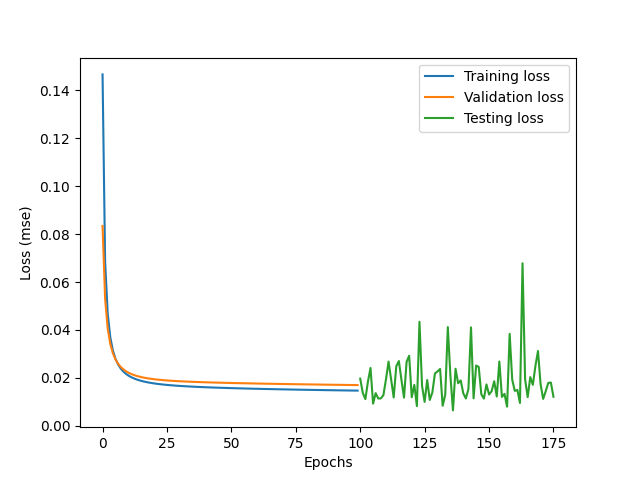 Training loss
Validation loss
Testing loss
0.14
0.12
0.10
0.08
0.06
0.04
0.02
0.00
Loss (mse)
0 25 50 75 100 125 150 175
Epochs